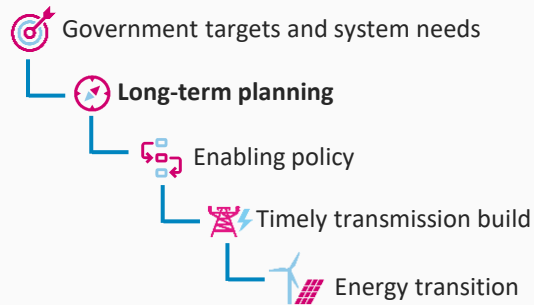 Government targets and system needs
Long-term planning
Enabling policy
Timely transmission build
Energy transition